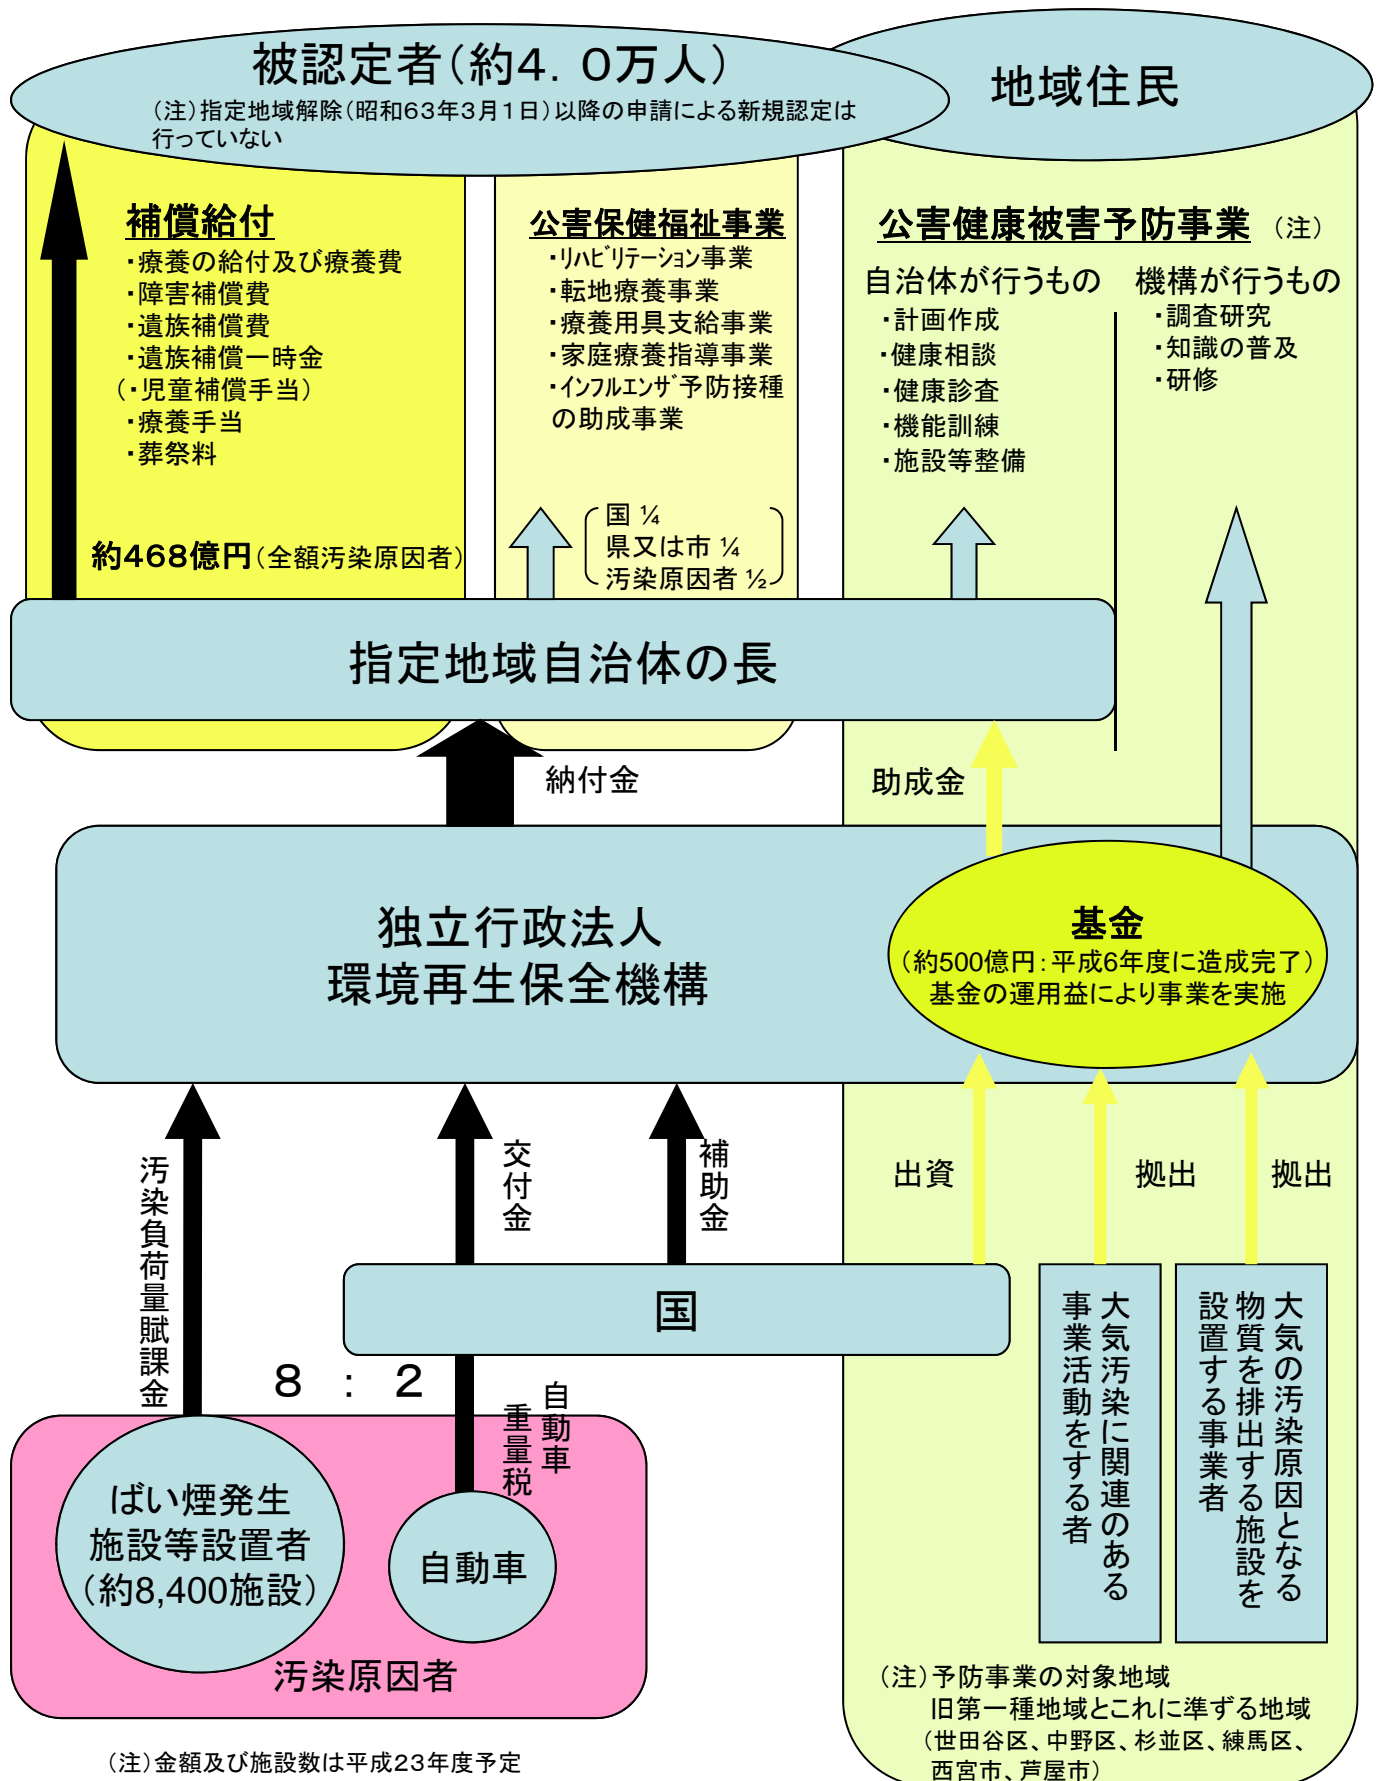 被認定者（約4．0万人）
（注）指定地域解除（昭和63年3月1日）以降の申請による新規認定は
行っていない
地域住民
補償給付
・療養の給付及び療養費
・障害補償費
・遺族補償費
・遺族補償一時金
（・児童補償手当）
・療養手当
・葬祭料
約468億円（全額汚染原因者）
公害保健福祉事業
・ﾘﾊﾋﾞﾘテーション事業
・転地療養事業
・療養用具支給事業
・家庭療養指導事業
・ｲﾝﾌﾙｴﾝｻﾞ予防接種
の助成事業
国 ¼
県又は市 ¼
汚染原因者 ½
公害健康被害予防事業 （注）
自治体が行うもの
・計画作成
・健康相談
・健康診査
・機能訓練
・施設等整備
機構が行うもの
・調査研究
・知識の普及
・研修
指定地域自治体の長
納付金
助成金
独立行政法人
環境再生保全機構
基金
（約500億円：平成6年度に造成完了）
基金の運用益により事業を実施
汚染負荷量賦課金
交付金
補助金
出資
拠出
拠出
国
8 : 2
自動車
重量税
ばい煙発生
施設等設置者
（約8,400施設）
自動車
汚染原因者
大気汚染に関連のある
事業活動をする者
大気の汚染原因となる
物質を排出する施設を
設置する事業者
（注）予防事業の対象地域
旧第一種地域とこれに準ずる地域
（世田谷区、中野区、杉並区、練馬区、
西宮市、芦屋市）
（注）金額及び施設数は平成23年度予定